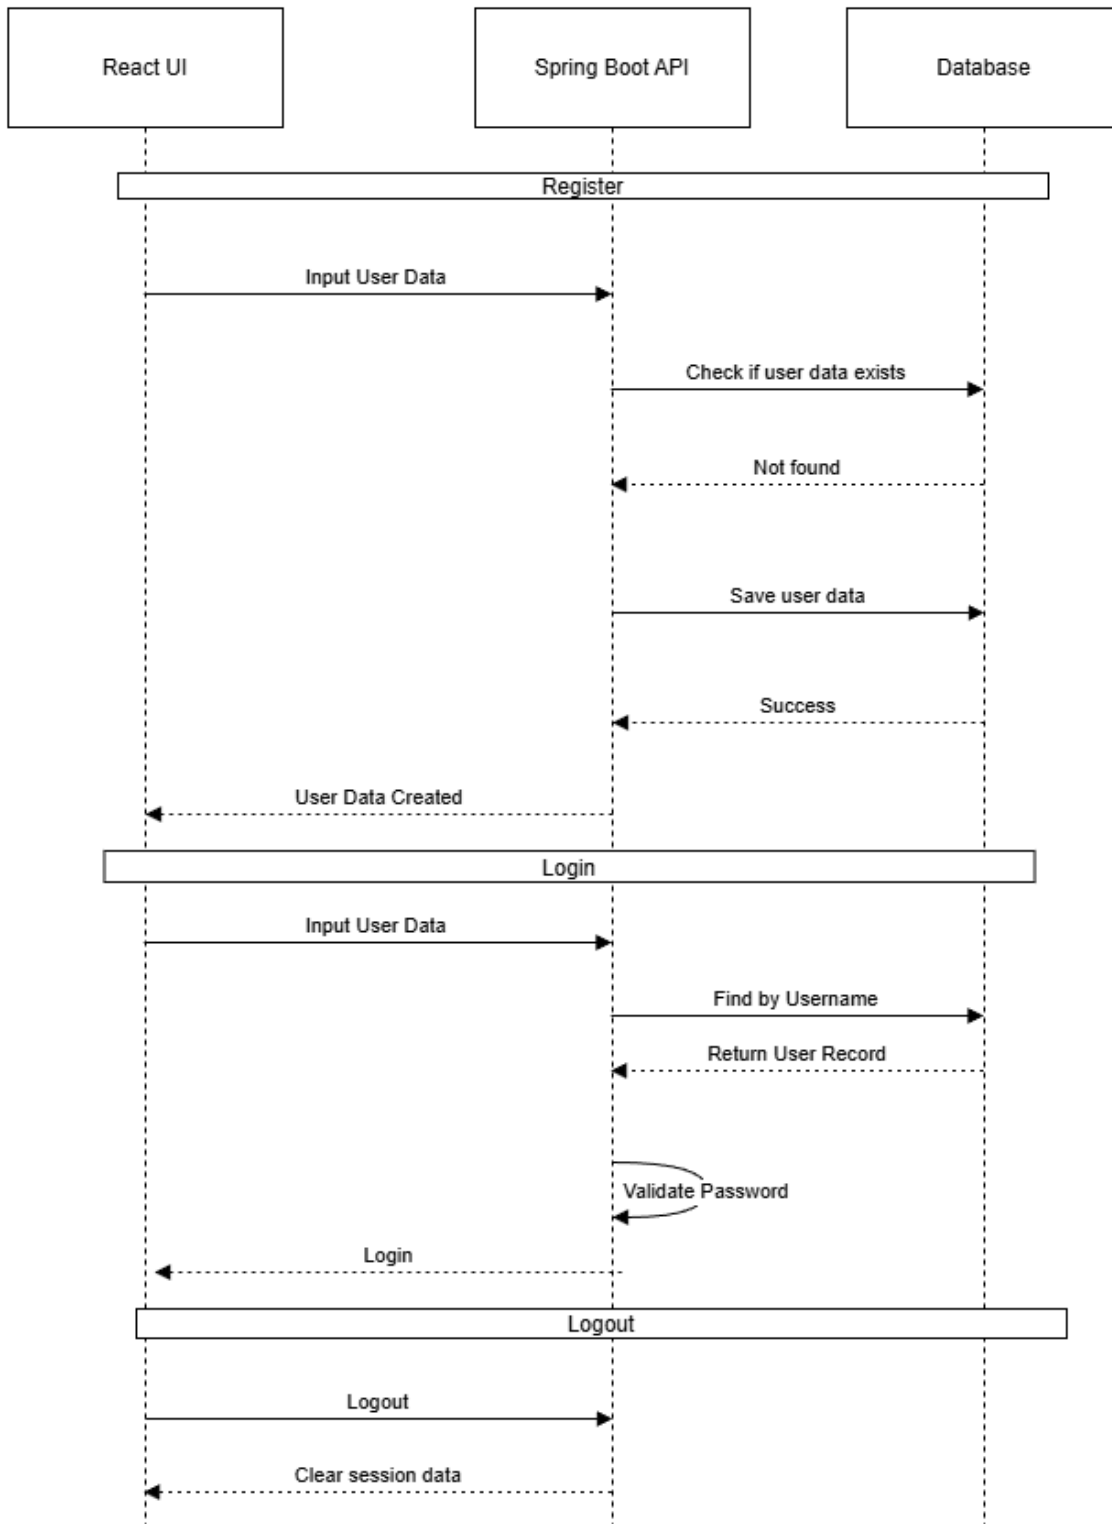 React UI
Spring Boot API
Database
Register
Input User Data
Check if user data exists
Not found
Save user data
Success
User Data Created
Login
Input User Data
Find by Username
Return User Record
Validate Password
Login
Logout
Logout
Clear session data